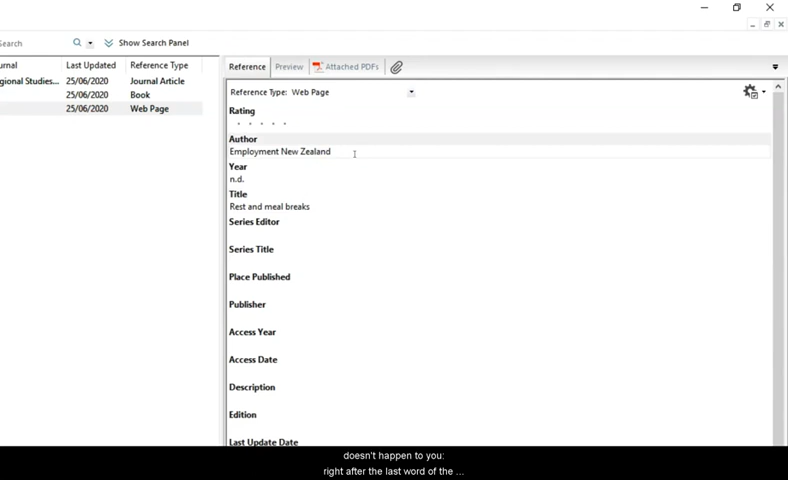 Search
Show Search Panel
urnal Last Updated Reference Type
gional Studies... 25/06/2020 Journal Article
25/06/2020 Book
25/06/2020 Web Page
Reference Preview Attached PDFs
Reference Type: Web Page
Rating
Author
Employment New Zealand
Year
n.d.
Title
Rest and meal breaks
Series Editor
Series Title
Place Published
Publisher
Access Year
Access Date
Description
Edition
Last Update Date
doesn't happen to you:
right after the last word of the ...